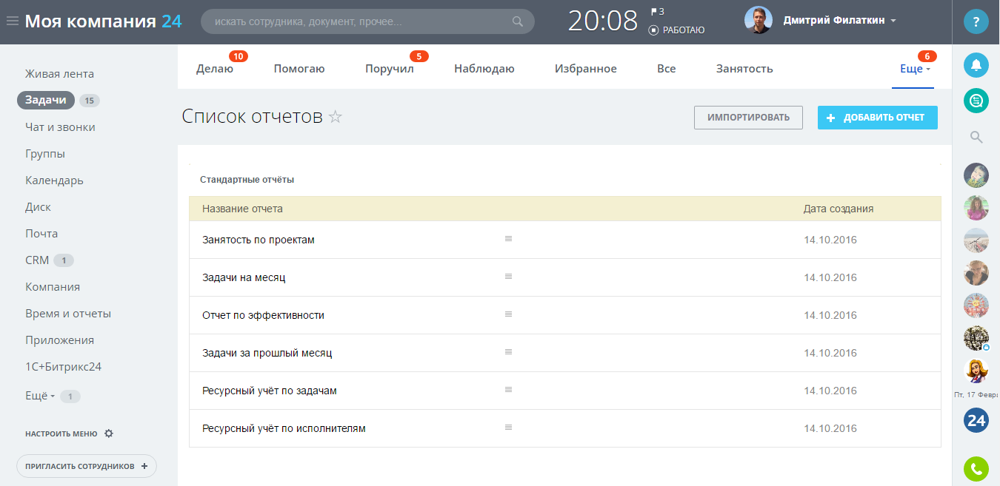 Моя компания 24
искать сотрудника, документ, прочее...
20:08
3
РАБОТАЮ
Дмитрий Филаткин
?
Живая лента
Задачи 15
Чат и звонки
Группы
Календарь
Диск
Почта
CRM 1
Компания
Время и отчеты
Приложения
1С+Битрикс24
Ещё 1
НАСТРОИТЬ МЕНЮ
ПРИГЛАСИТЬ СОТРУДНИКОВ +
10
5
6
Делаю Помогаю Поручил Наблюдаю Избранное Все Занятость Еще
Список отчетов
ИМПОРТИРОВАТЬ
+ ДОБАВИТЬ ОТЧЕТ
Стандартные отчёты
Название отчета Дата создания
Занятость по проектам 14.10.2016
Задачи на месяц 14.10.2016
Отчет по эффективности 14.10.2016
Задачи за прошлый месяц 14.10.2016
Ресурсный учёт по задачам 14.10.2016
Ресурсный учёт по исполнителям 14.10.2016
Пт, 17 Февра
24